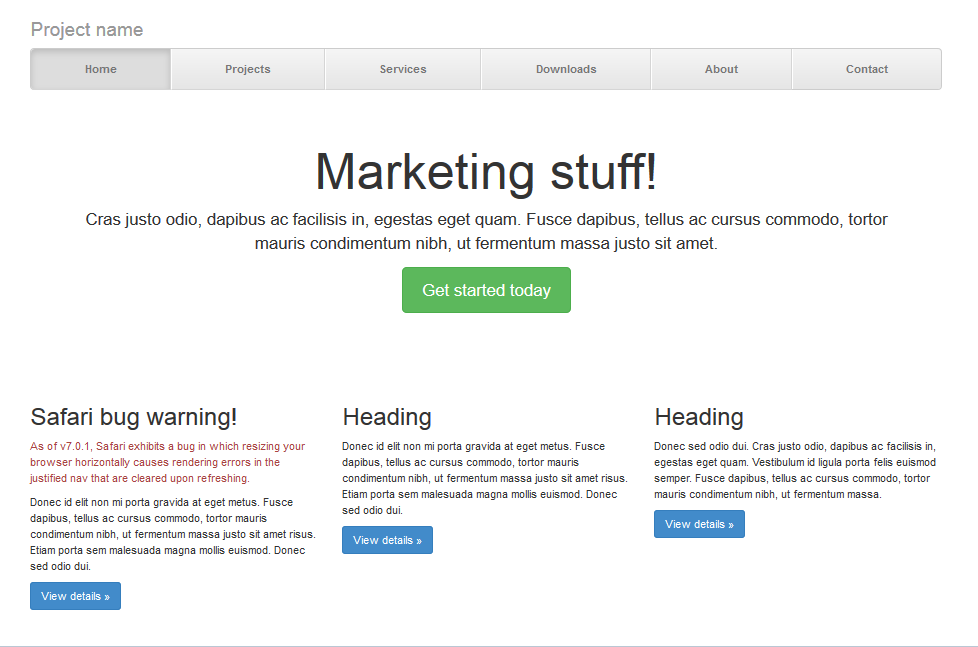 Project name
Home Projects Services Downloads About Contact
Marketing stuff!
Cras justo odio, dapibus ac facilisis in, egestas eget quam. Fusce dapibus, tellus ac cursus commodo, tortor
mauris condimentum nibh, ut fermentum massa justo sit amet.
Get started today
Safari bug warning!
As of v7.0.1, Safari exhibits a bug in which resizing your
browser horizontally causes rendering errors in the
justified nav that are cleared upon refreshing.
Donec id elit non mi porta gravida at eget metus. Fusce
dapibus, tellus ac cursus commodo, tortor mauris
condimentum nibh, ut fermentum massa justo sit amet risus.
Etiam porta sem malesuada magna mollis euismod. Donec
sed odio dui.
View details »
Heading
Donec id elit non mi porta gravida at eget metus. Fusce
dapibus, tellus ac cursus commodo, tortor mauris
condimentum nibh, ut fermentum massa justo sit amet risus.
Etiam porta sem malesuada magna mollis euismod. Donec
sed odio dui.
View details »
Heading
Donec sed odio dui. Cras justo odio, dapibus ac facilisis in,
egestas eget quam. Vestibulum id ligula porta felis euismod
semper. Fusce dapibus, tellus ac cursus commodo, tortor
mauris condimentum nibh, ut fermentum massa.
View details »